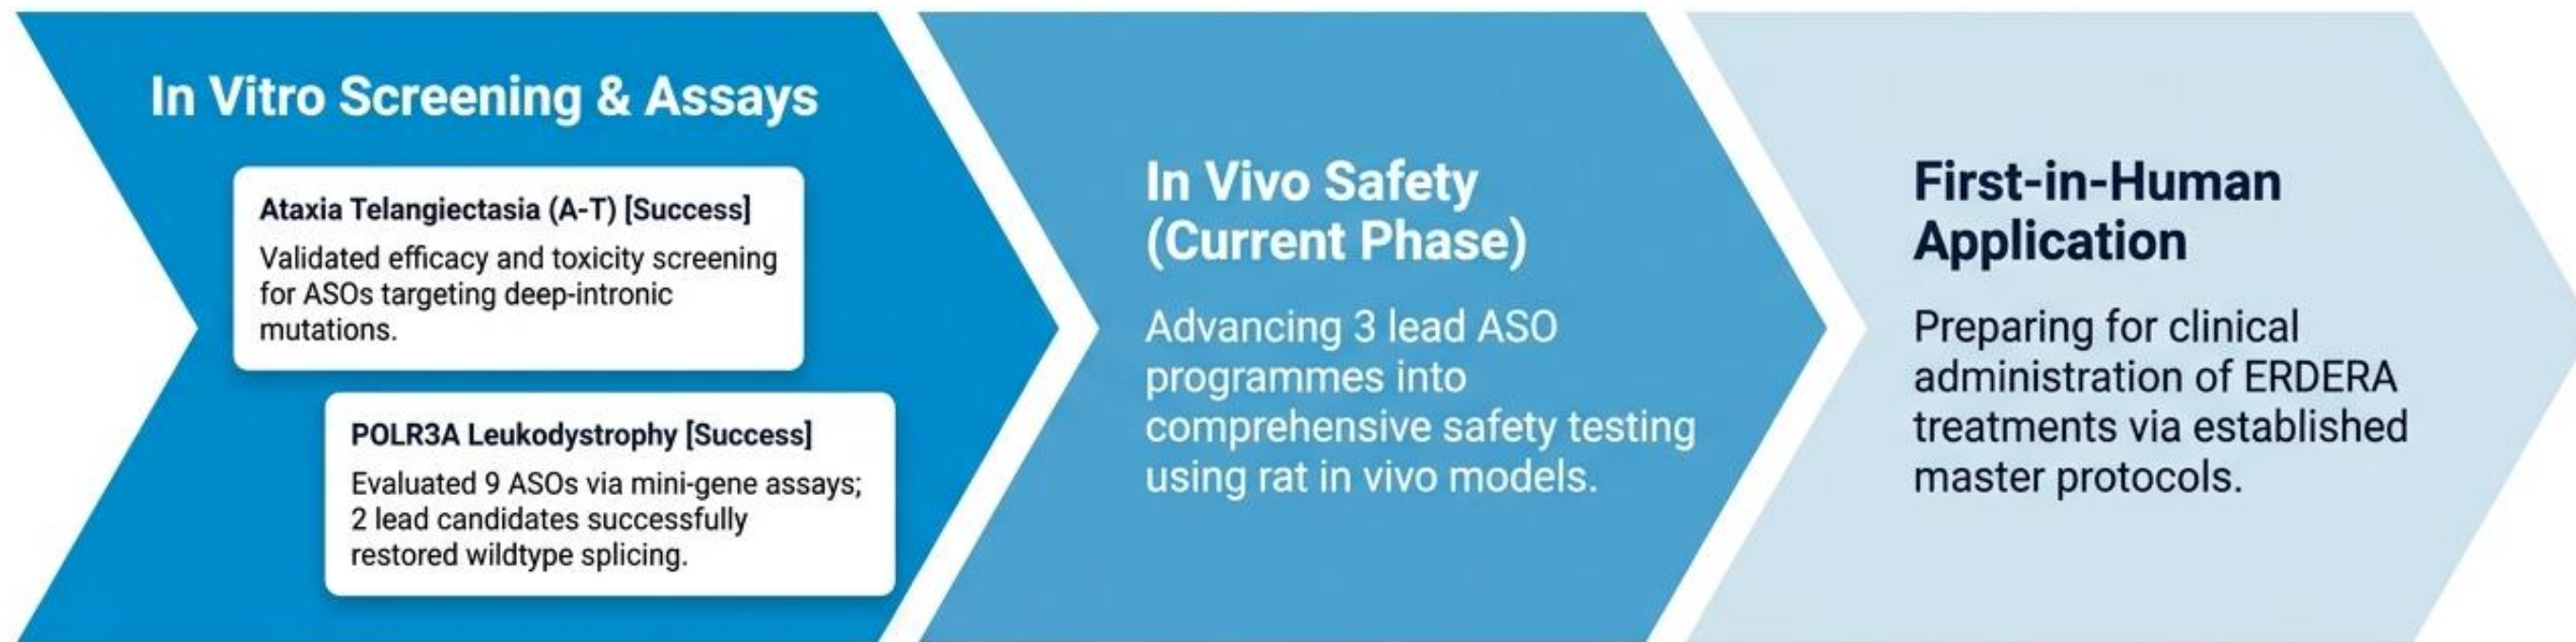 In Vitro Screening & Assays
Ataxia Telangiectasia (A-T) [Success]
Validated efficacy and toxicity screening
for ASOs targeting deep-intronic
mutations.
POLR3A Leukodystrophy [Success]
Evaluated 9 ASOs via mini-gene assays;
2 lead candidates successfully
restored wildtype splicing.
In Vivo Safety
(Current Phase)
Advancing 3 lead ASO
programmes into
comprehensive safety testing
using rat in vivo models.
First-in-Human
Application
Preparing for clinical
administration of ERDERA
treatments via established
master protocols.